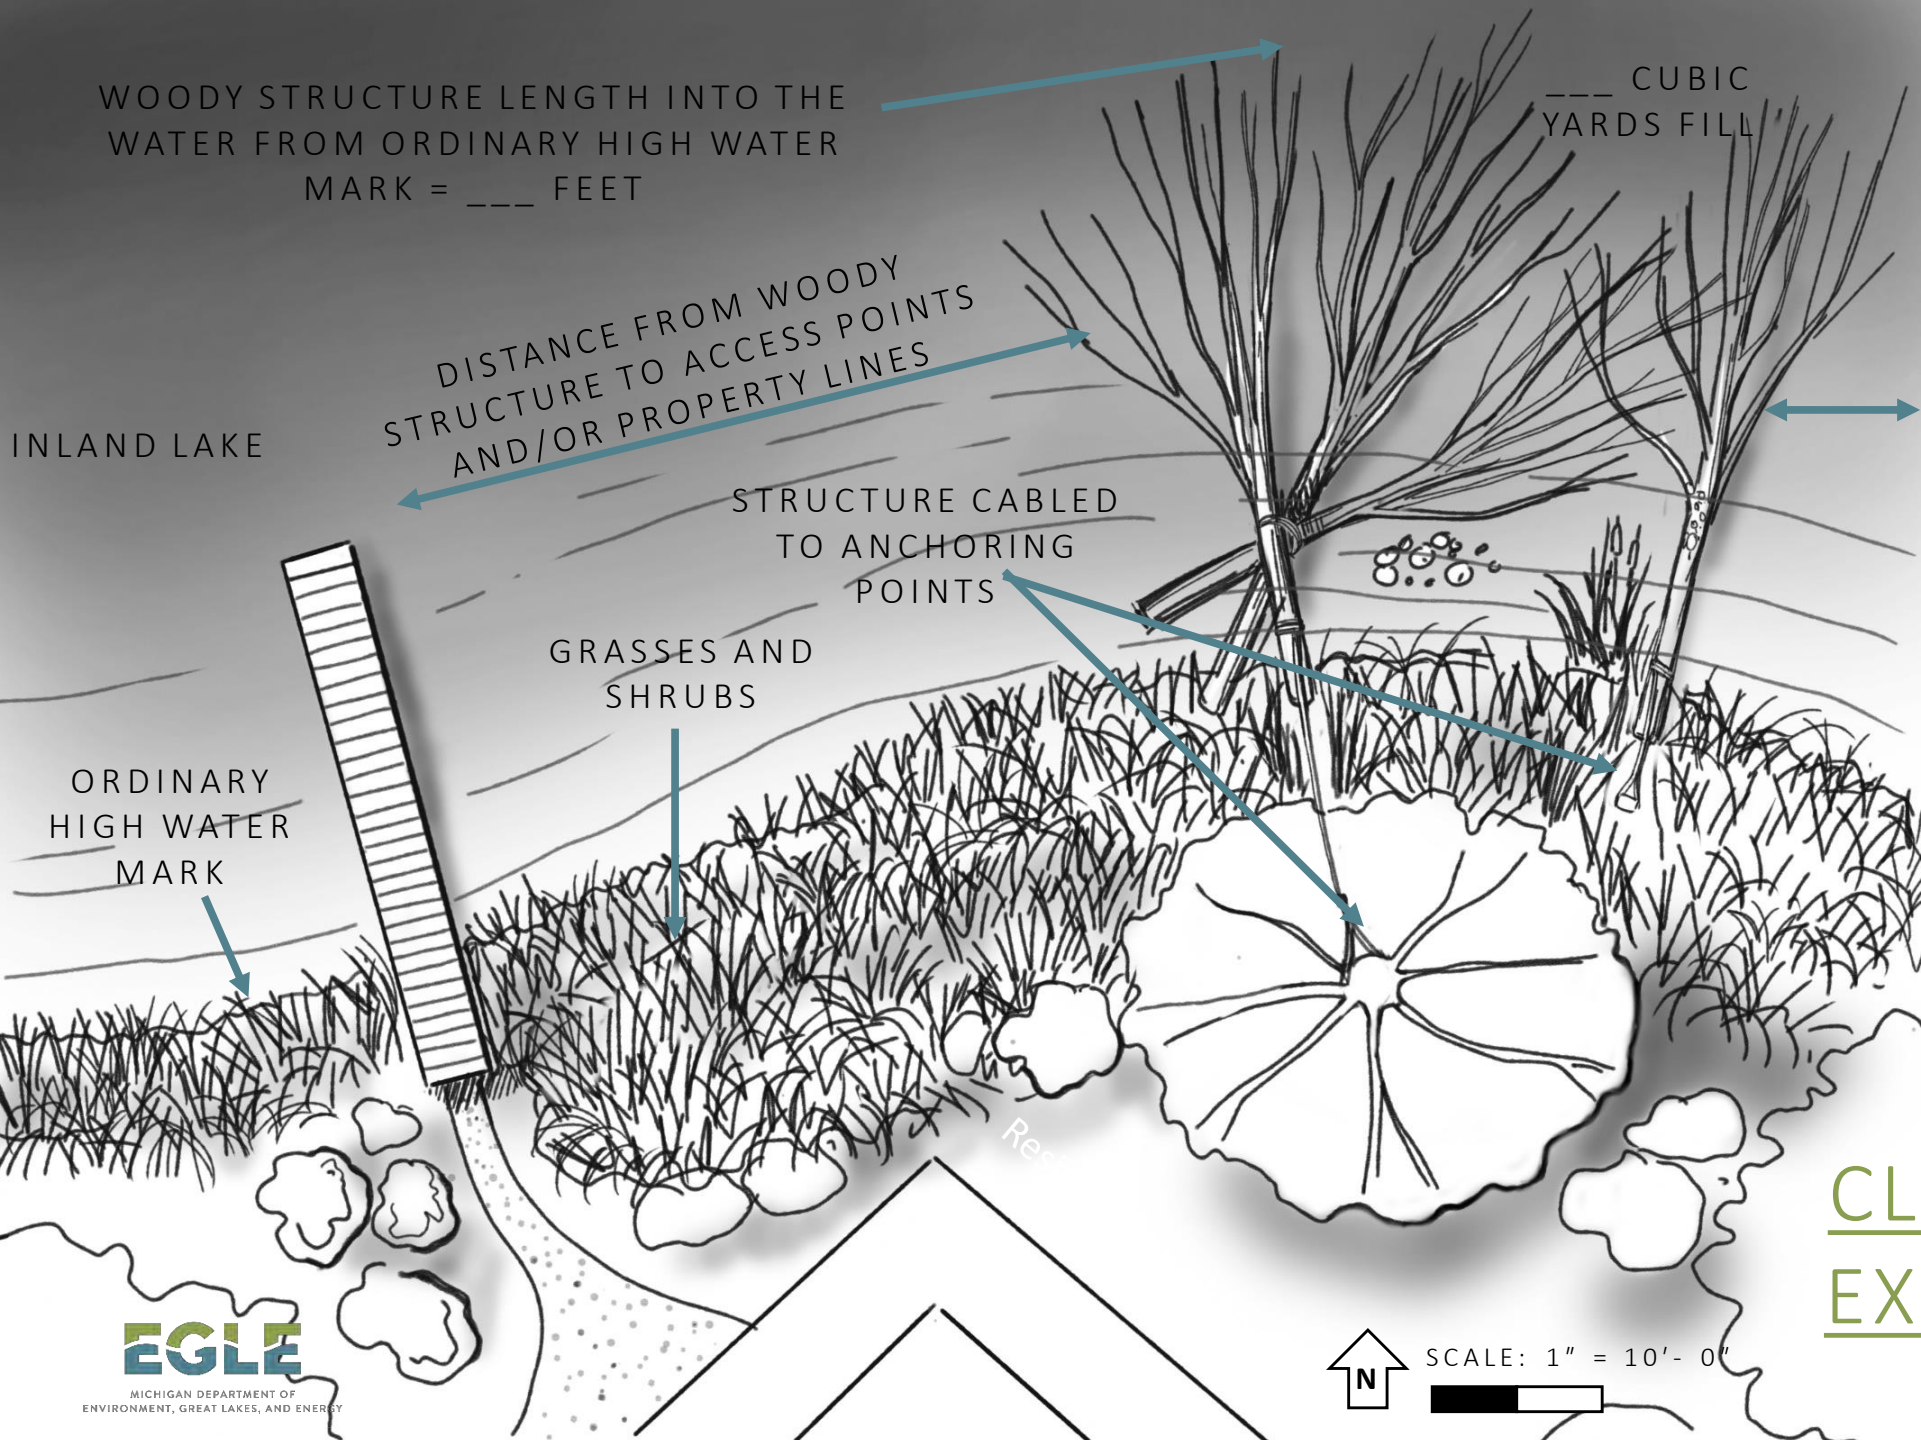 WOODY STRUCTURE LENGTH INTO THE
WATER FROM ORDINARY HIGH WATER
MARK = ___ FEET
___ CUBIC
YARDS FILL
DISTANCE FROM WOODY
STRUCTURE TO ACCESS POINTS
AND/OR PROPERTY LINES
INLAND LAKE
STRUCTURE CABLED
TO ANCHORING
POINTS
GRASSES AND
SHRUBS
ORDINARY
HIGH WATER
MARK
Res
CL
EX
EGLE
MICHIGAN DEPARTMENT OF
ENVIRONMENT, GREAT LAKES, AND ENERGY
N
SCALE: 1" = 10'- 0"